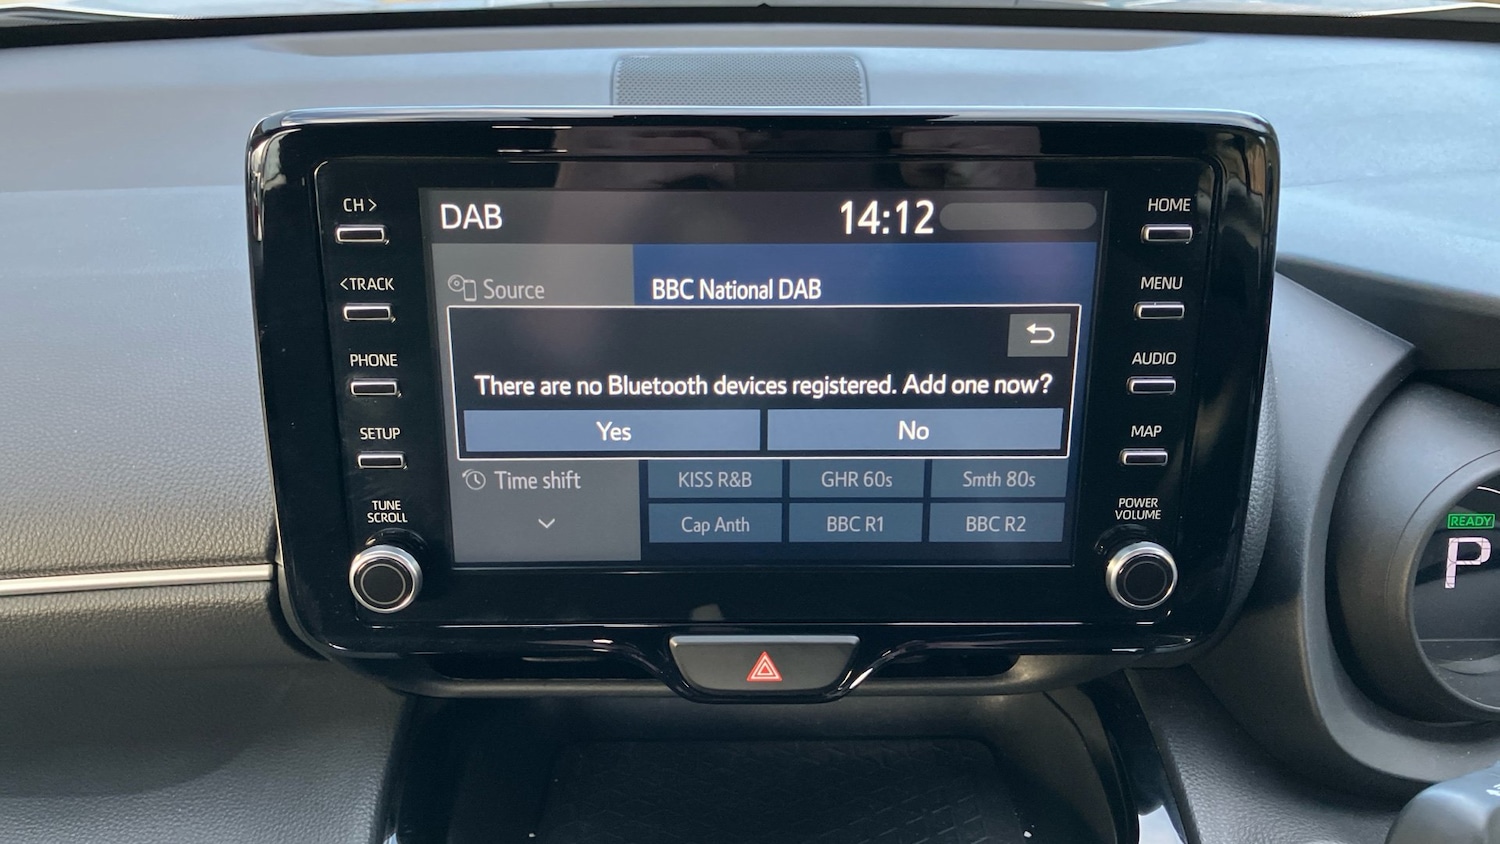 CH >
<TRACK
PHONE
SETUP
TUNE
SCROLL
DAB
14:12
Source
BBC National DAB
There are no Bluetooth devices registered. Add one now?
Yes
No
Time shift
KISS R&B
GHR 60s
Smth 80s
Cap Anth
BBC R1
BBC R2
HOME
MENU
AUDIO
MAP
POWER
VOLUME
READY
P